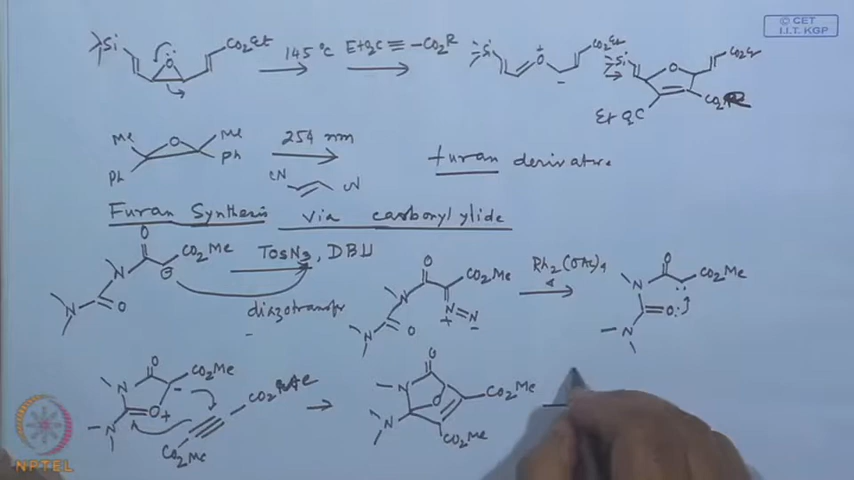 © CET
I.I.T. KGP
Si CO2Et 145 °C EtO2C ≡ -CO2R Si O + - CO2Et Si O CO2Et
EtO2C CO2R
Me O Me 254 nm
Ph Ph CN CN furan derivative
Furan Synthesis via carbonyl ylide
O CO2Me TosN3, DBU O CO2Me Rh2(OAc)4 O CO2Me
N N O diazotransfer N N O N=N + - Δ N N O:
O CO2Me CO2Me O CO2Me
N N O + - CO2Me N N O CO2Me
NPTEL